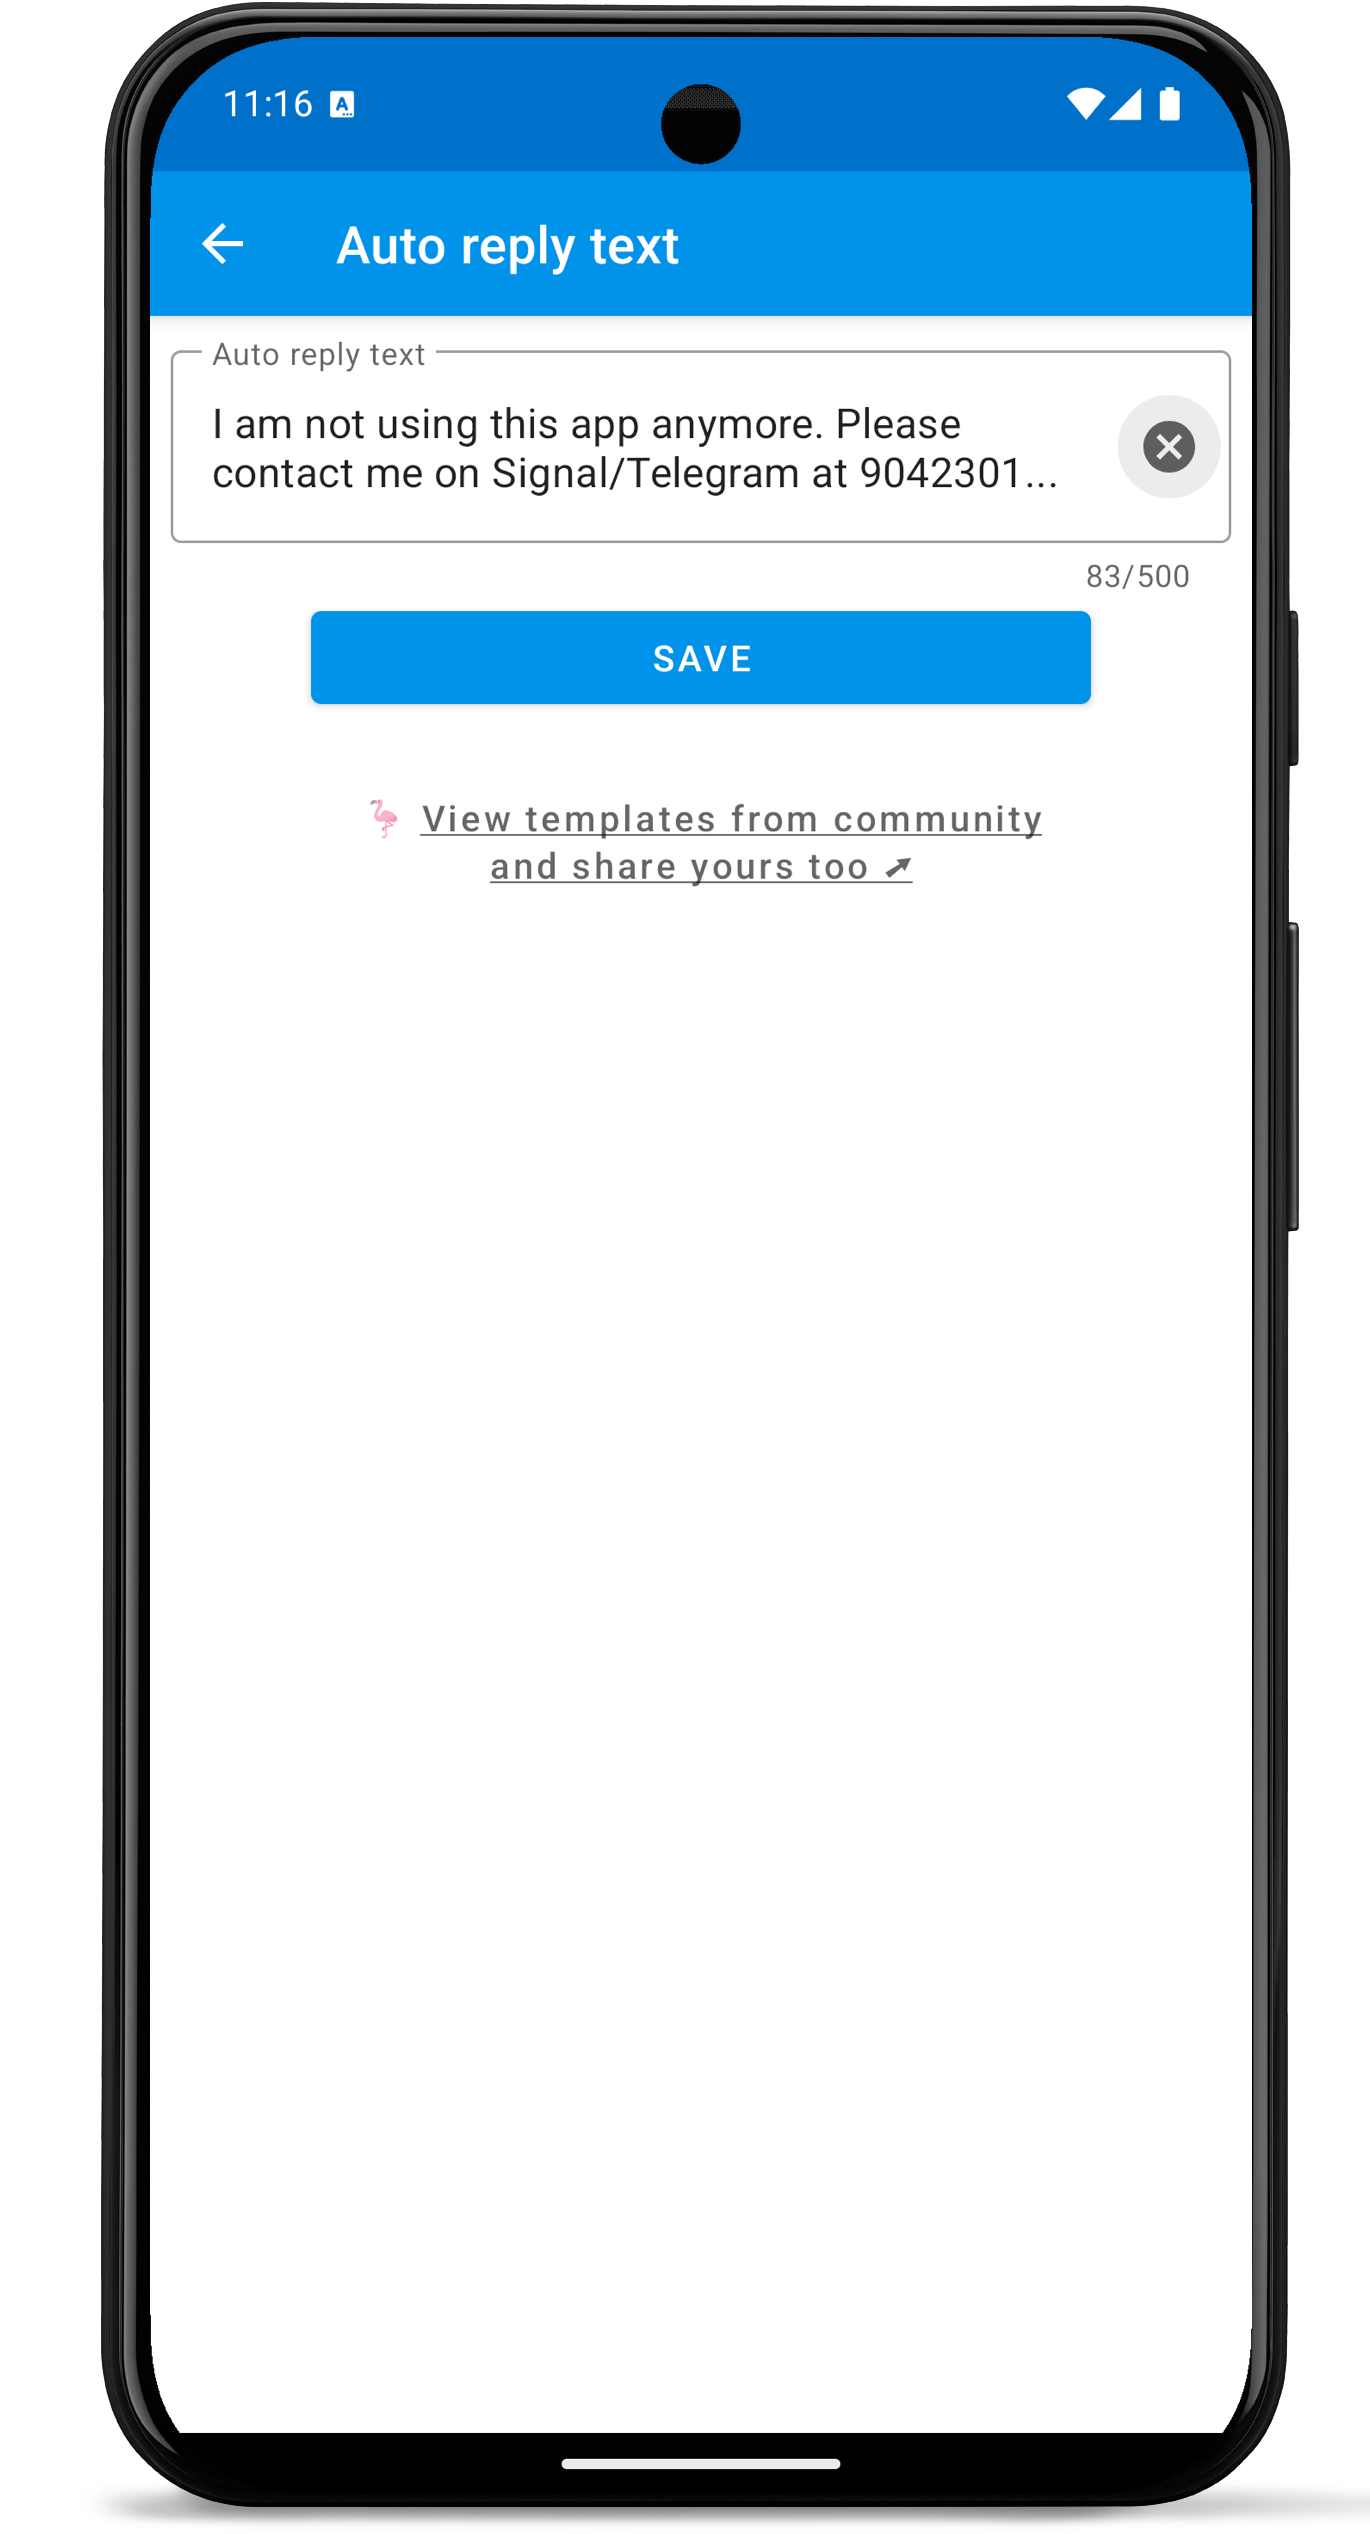 11:16
Auto reply text
Auto reply text
I am not using this app anymore. Please
contact me on Signal/Telegram at 9042301...
83/500
SAVE
View templates from community
and share yours too